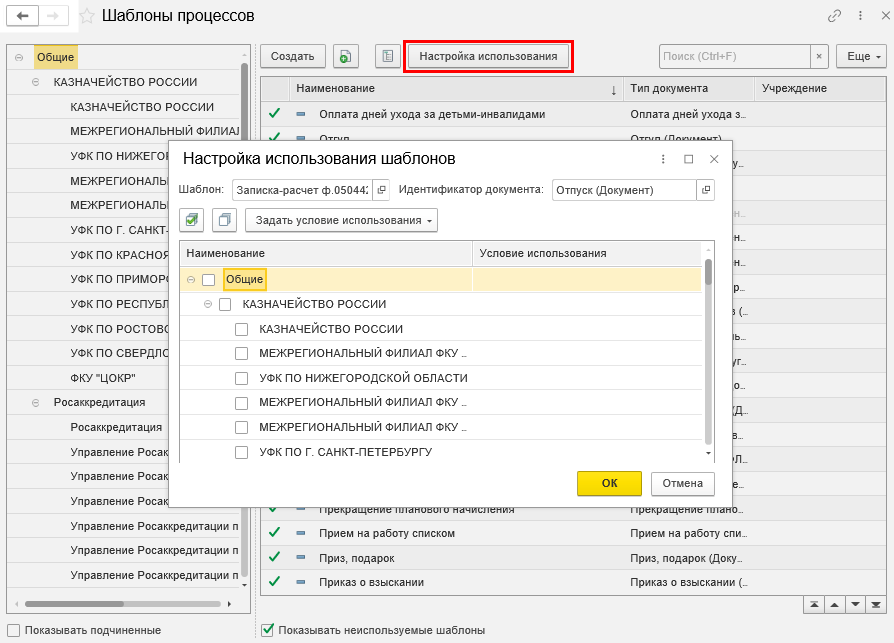 Шаблоны процессов
Создать
Настройка использования
Поиск (Ctrl+F)
×
Еще
Общие
КАЗНАЧЕЙСТВО РОССИИ
КАЗНАЧЕЙСТВО РОССИИ
МЕЖРЕГИОНАЛЬНЫЙ ФИЛИАЛ
УФК ПО НИЖЕГО
МЕЖРЕГИОНАЛЬ
МЕЖРЕГИОНАЛЬ
УФК ПО Г. САНКТ-
УФК ПО КРАСНОЯ
УФК ПО ПРИМОРС
УФК ПО РЕСПУБЛ
УФК ПО РОСТОВС
УФК ПО СВЕРДЛО
ФКУ "ЦОКР"
Росаккредитация
Росаккредитация
Управление Росак
Управление Росак
Управление Росак
Управление Росаккредитации п
Управление Росаккредитации п
Управление Росаккредитации п
Показывать подчиненные
Наименование ↓ Тип документа Учреждение
Оплата дней ухода за детьми-инвалидами Оплата дней ухода з...
Отгул Отгул (Документ)
Настройка использования шаблонов
Шаблон: Записка-расчет ф.050442 Идентификатор документа: Отпуск (Документ)
Задать условие использования
Наименование Условие использования
Общие
КАЗНАЧЕЙСТВО РОССИИ
КАЗНАЧЕЙСТВО РОССИИ
МЕЖРЕГИОНАЛЬНЫЙ ФИЛИАЛ ФКУ ...
УФК ПО НИЖЕГОРОДСКОЙ ОБЛАСТИ
МЕЖРЕГИОНАЛЬНЫЙ ФИЛИАЛ ФКУ ...
МЕЖРЕГИОНАЛЬНЫЙ ФИЛИАЛ ФКУ ...
УФК ПО Г. САНКТ-ПЕТЕРБУРГУ
ОК
Отмена
Прекращение планового начисления Прекращение плано...
Прием на работу списком Прием на работу спи...
Приз, подарок Приз, подарок (Доку...
Приказ о взыскании Приказ о взыскании (...
Показывать неиспользуемые шаблоны